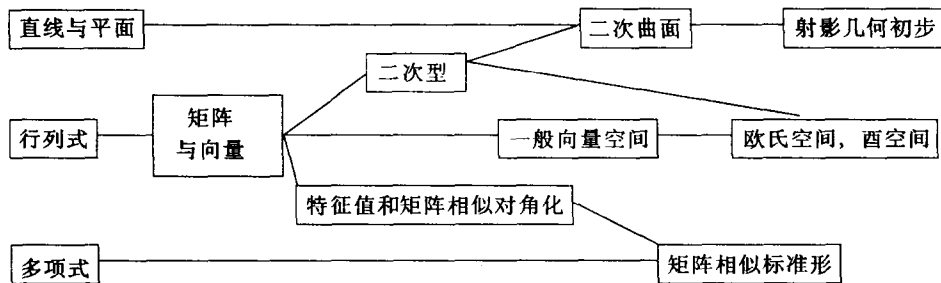 直线与平面
二次曲面
射影几何初步
二次型
行列式
矩阵
与向量
一般向量空间
欧氏空间，酉空间
特征值和矩阵相似对角化
多项式
矩阵相似标准形